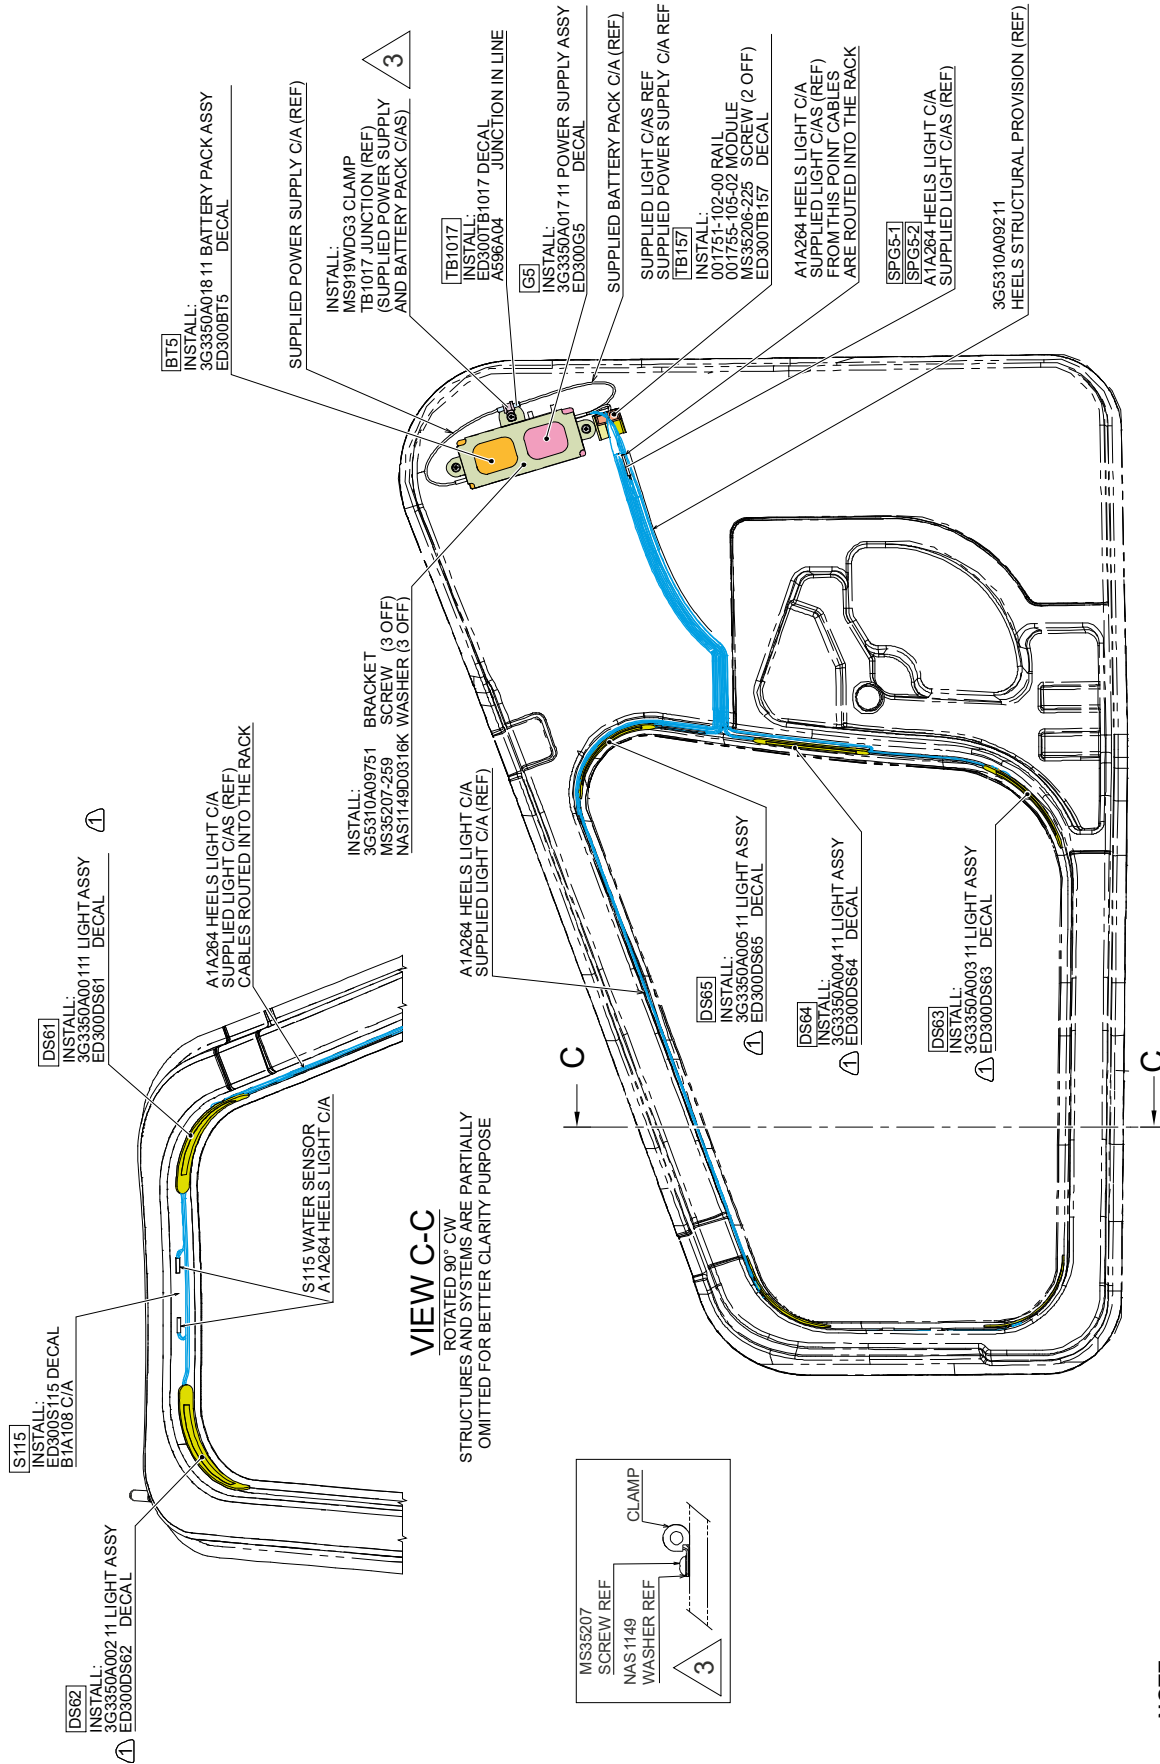 DS62
INSTALL:
3G3350A00211 LIGHT ASSY
1 ED300DS62 DECAL
S115
INSTALL:
ED300S115 DECAL
B1A108 C/A
S115 WATER SENSOR
A1A264 HEELS LIGHT C/A
DS61
INSTALL:
3G3350A00111 LIGHT ASSY
ED300DS61 DECAL
1
A1A264 HEELS LIGHT C/A
SUPPLIED LIGHT C/AS (REF)
CABLES ROUTED INTO THE RACK
VIEW C-C
ROTATED 90° CW
STRUCTURES AND SYSTEMS ARE PARTIALLY
OMITTED FOR BETTER CLARITY PURPOSE
BT5
INSTALL:
3G3350A01811 BATTERY PACK ASSY
ED300BT5 DECAL
SUPPLIED POWER SUPPLY C/A (REF)
INSTALL:
MS919WDG3 CLAMP
TB1017 JUNCTION (REF)
(SUPPLIED POWER SUPPLY
AND BATTERY PACK C/AS)
3
TB1017
INSTALL:
ED300TB1017 DECAL
A596A04 JUNCTION IN LINE
G5
INSTALL:
3G3350A01711 POWER SUPPLY ASSY
ED300G5 DECAL
SUPPLIED BATTERY PACK C/A (REF)
SUPPLIED LIGHT C/AS REF
SUPPLIED POWER SUPPLY C/A REF
TB157
INSTALL:
001751-102-00 RAIL
001755-105-02 MODULE
MS35206-225 SCREW (2 OFF)
ED300TB157 DECAL
A1A264 HEELS LIGHT C/A
SUPPLIED LIGHT C/AS (REF)
FROM THIS POINT CABLES
ARE ROUTED INTO THE RACK
SPG5-1
SPG5-2
A1A264 HEELS LIGHT C/A
SUPPLIED LIGHT C/AS (REF)
3G5310A09211
HEELS STRUCTURAL PROVISION (REF)
INSTALL:
3G5310A09751 BRACKET
MS35207-259 SCREW (3 OFF)
NAS1149D0316K WASHER (3 OFF)
A1A264 HEELS LIGHT C/A
SUPPLIED LIGHT C/A (REF)
DS65
INSTALL:
3G3350A00511 LIGHT ASSY
1 ED300DS65 DECAL
DS64
INSTALL:
3G3350A00411 LIGHT ASSY
1 ED300DS64 DECAL
DS63
INSTALL:
3G3350A00311 LIGHT ASSY
1 ED300DS63 DECAL
C
C
MS35207
SCREW REF
NAS1149
WASHER REF
CLAMP
3